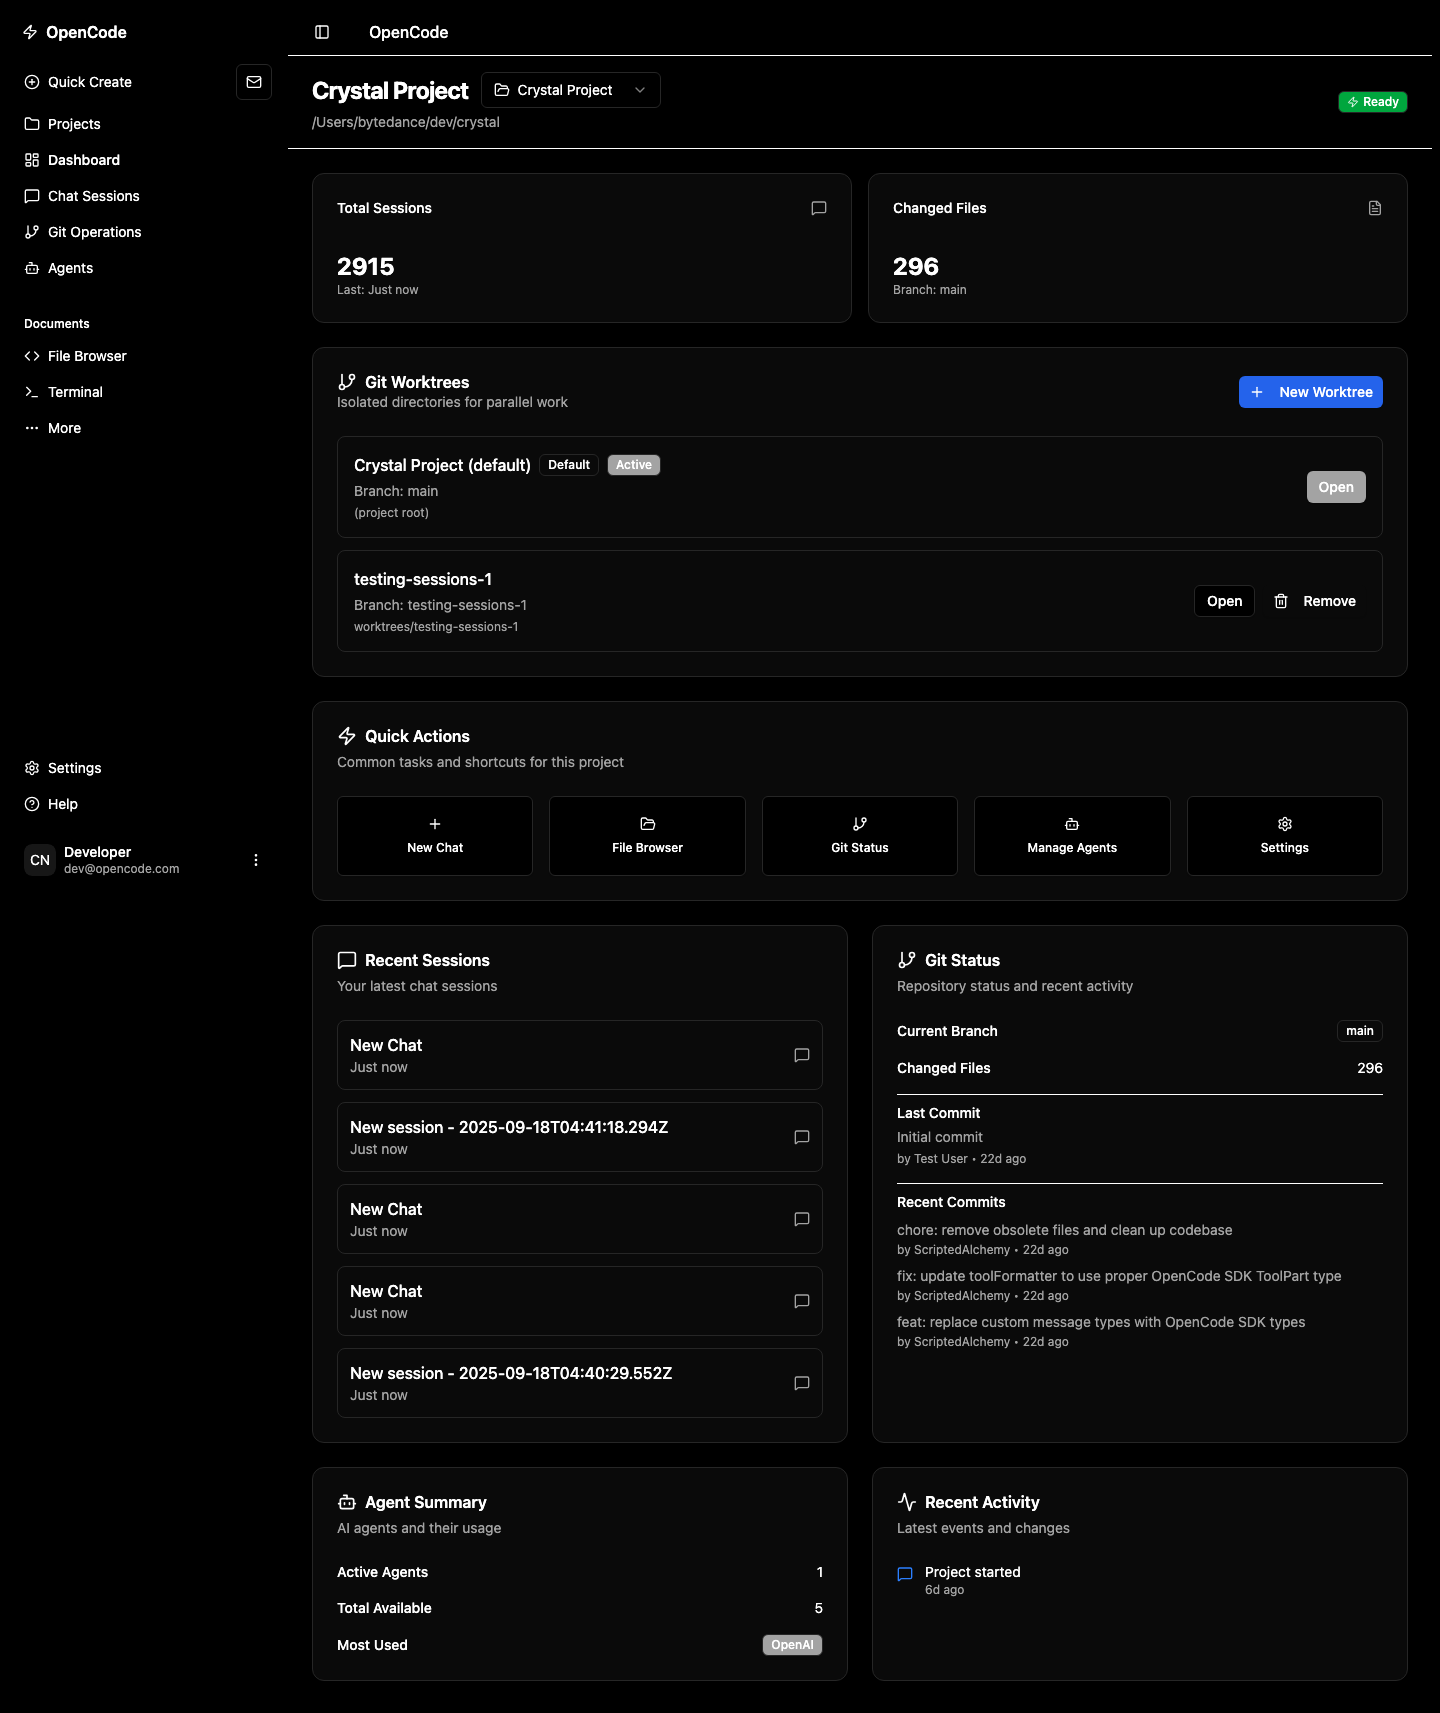 OpenCode
Quick Create
Projects
Dashboard
Chat Sessions
Git Operations
Agents
Documents
File Browser
Terminal
More
Settings
Help
CN
Developer
dev@opencode.com
OpenCode
Crystal Project
Crystal Project
/Users/bytedance/dev/crystal
Ready
Total Sessions
2915
Last: Just now
Changed Files
296
Branch: main
Git Worktrees
Isolated directories for parallel work
New Worktree
Crystal Project (default) Default Active
Branch: main
(project root)
Open
testing-sessions-1
Branch: testing-sessions-1
worktrees/testing-sessions-1
Open Remove
Quick Actions
Common tasks and shortcuts for this project
New Chat
File Browser
Git Status
Manage Agents
Settings
Recent Sessions
Your latest chat sessions
New Chat
Just now
New session - 2025-09-18T04:41:18.294Z
Just now
New Chat
Just now
New Chat
Just now
New session - 2025-09-18T04:40:29.552Z
Just now
Git Status
Repository status and recent activity
Current Branch main
Changed Files 296
Last Commit
Initial commit
by Test User • 22d ago
Recent Commits
chore: remove obsolete files and clean up codebase
by ScriptedAlchemy • 22d ago
fix: update toolFormatter to use proper OpenCode SDK ToolPart type
by ScriptedAlchemy • 22d ago
feat: replace custom message types with OpenCode SDK types
by ScriptedAlchemy • 22d ago
Agent Summary
AI agents and their usage
Active Agents 1
Total Available 5
Most Used OpenAI
Recent Activity
Latest events and changes
Project started
6d ago